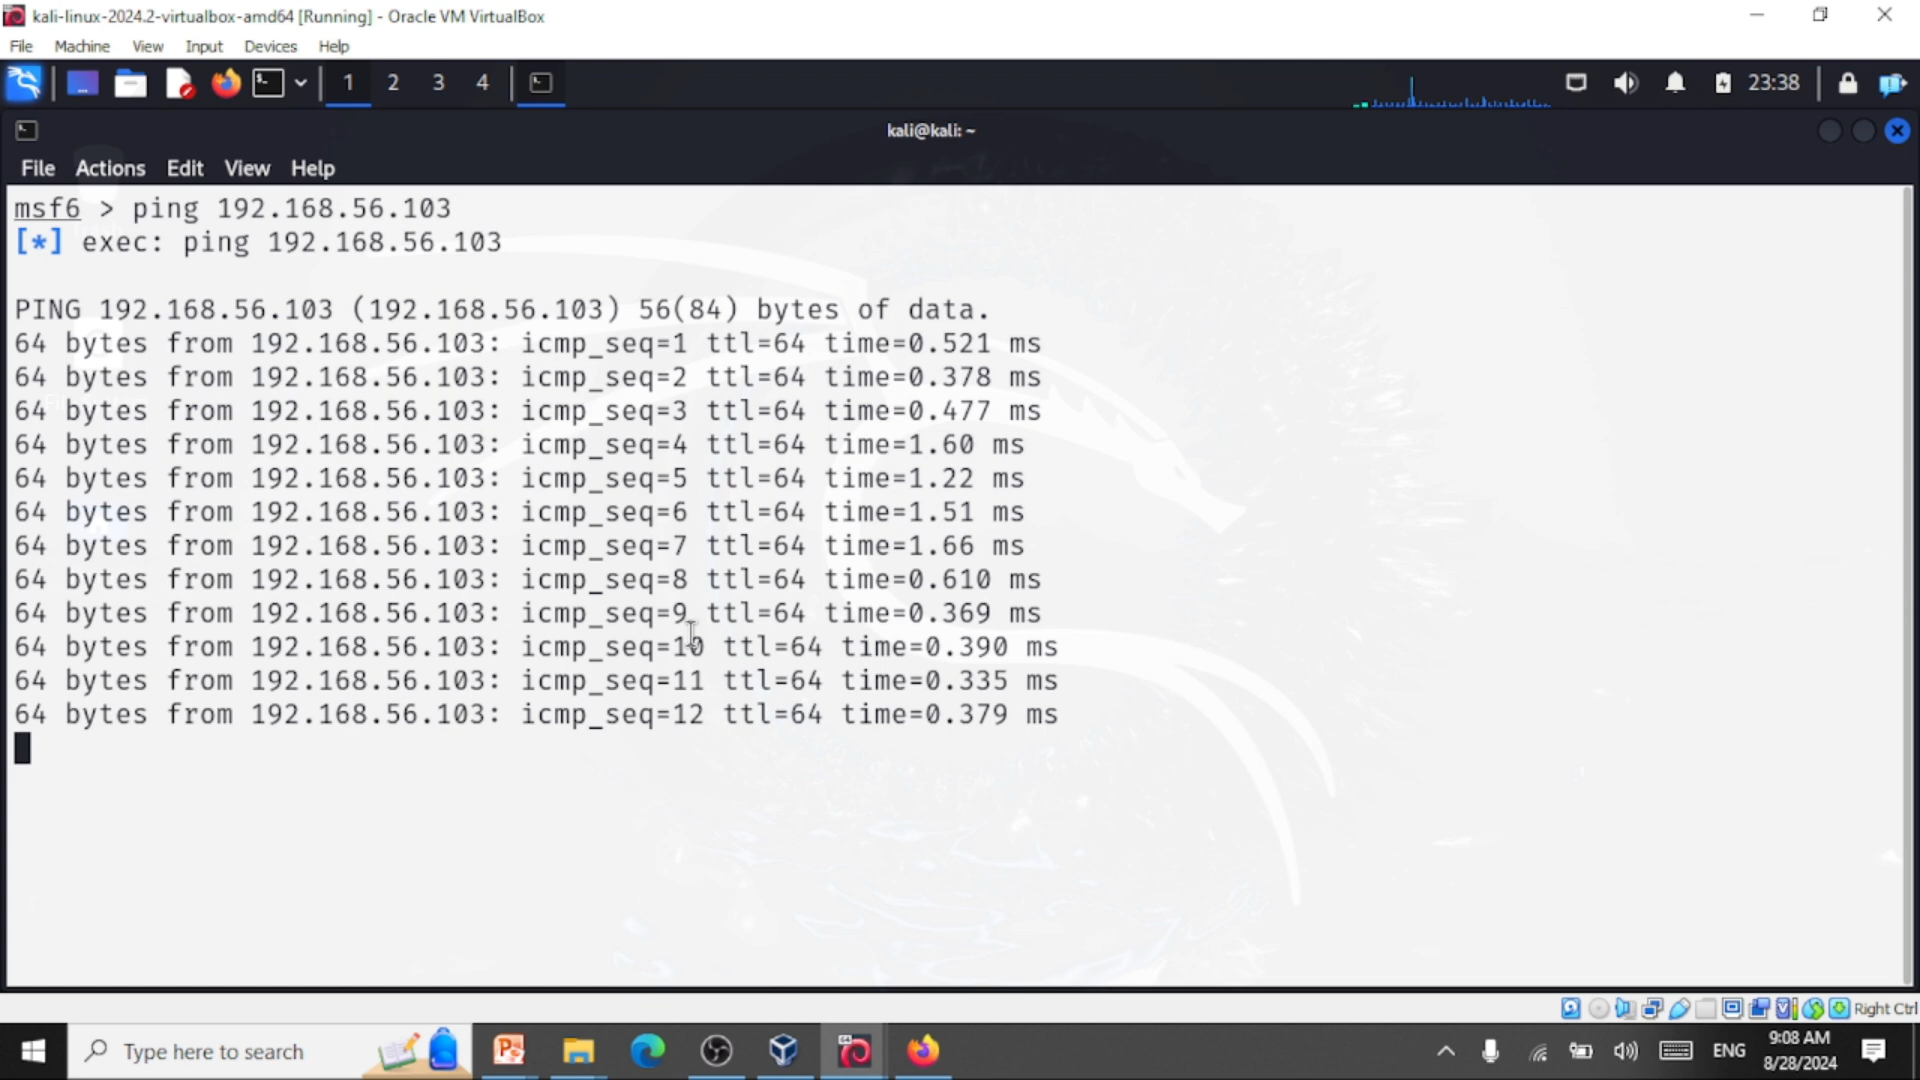 kali-linux-2024.2-virtualbox-amd64 [Running] - Oracle VM VirtualBox
File Machine View Input Devices Help
1 2 3 4 23:38
kali@kali: ~
File Actions Edit View Help
msf6 > ping 192.168.56.103
[*] exec: ping 192.168.56.103
PING 192.168.56.103 (192.168.56.103) 56(84) bytes of data.
64 bytes from 192.168.56.103: icmp_seq=1 ttl=64 time=0.521 ms
64 bytes from 192.168.56.103: icmp_seq=2 ttl=64 time=0.378 ms
64 bytes from 192.168.56.103: icmp_seq=3 ttl=64 time=0.477 ms
64 bytes from 192.168.56.103: icmp_seq=4 ttl=64 time=1.60 ms
64 bytes from 192.168.56.103: icmp_seq=5 ttl=64 time=1.22 ms
64 bytes from 192.168.56.103: icmp_seq=6 ttl=64 time=1.51 ms
64 bytes from 192.168.56.103: icmp_seq=7 ttl=64 time=1.66 ms
64 bytes from 192.168.56.103: icmp_seq=8 ttl=64 time=0.610 ms
64 bytes from 192.168.56.103: icmp_seq=9 ttl=64 time=0.369 ms
64 bytes from 192.168.56.103: icmp_seq=10 ttl=64 time=0.390 ms
64 bytes from 192.168.56.103: icmp_seq=11 ttl=64 time=0.335 ms
64 bytes from 192.168.56.103: icmp_seq=12 ttl=64 time=0.379 ms
Right Ctrl
Type here to search
ENG
9:08 AM
8/28/2024